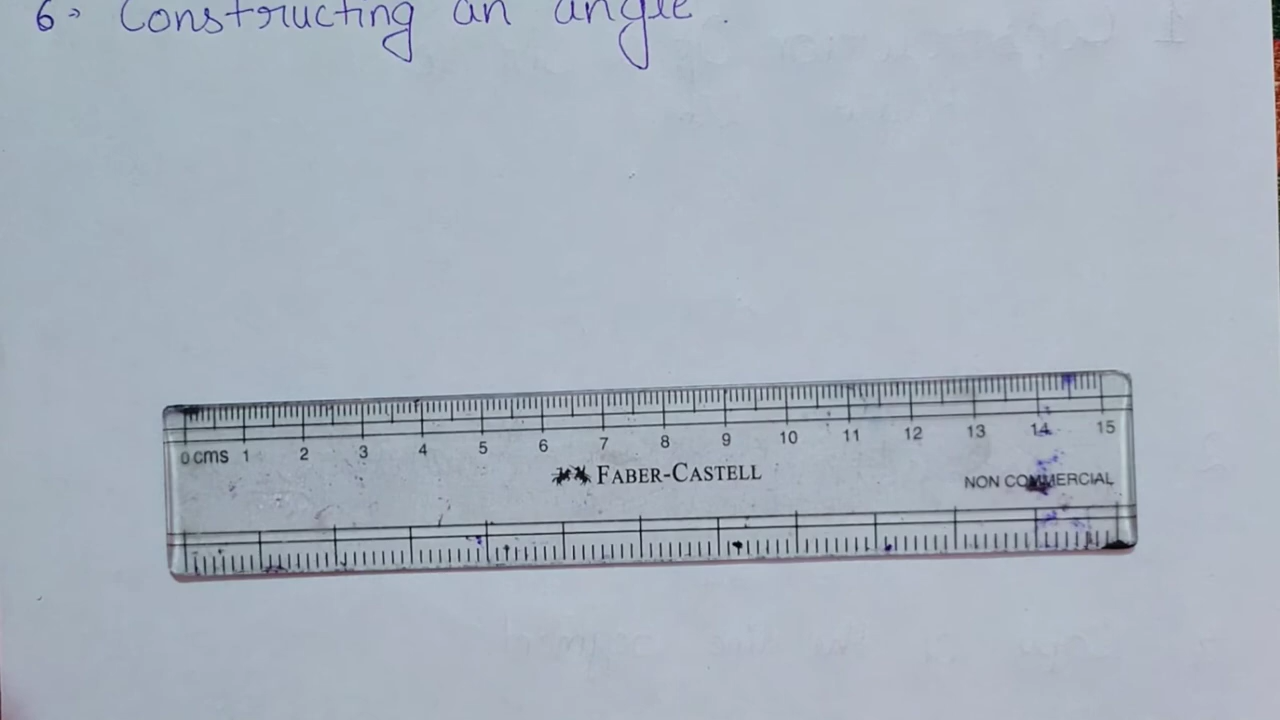 6. Constructing an angle.
0 cms 1 2 3 4 5 6 7 8 9 10 11 12 13 14 15
FABER-CASTELL
NON COMMERCIAL